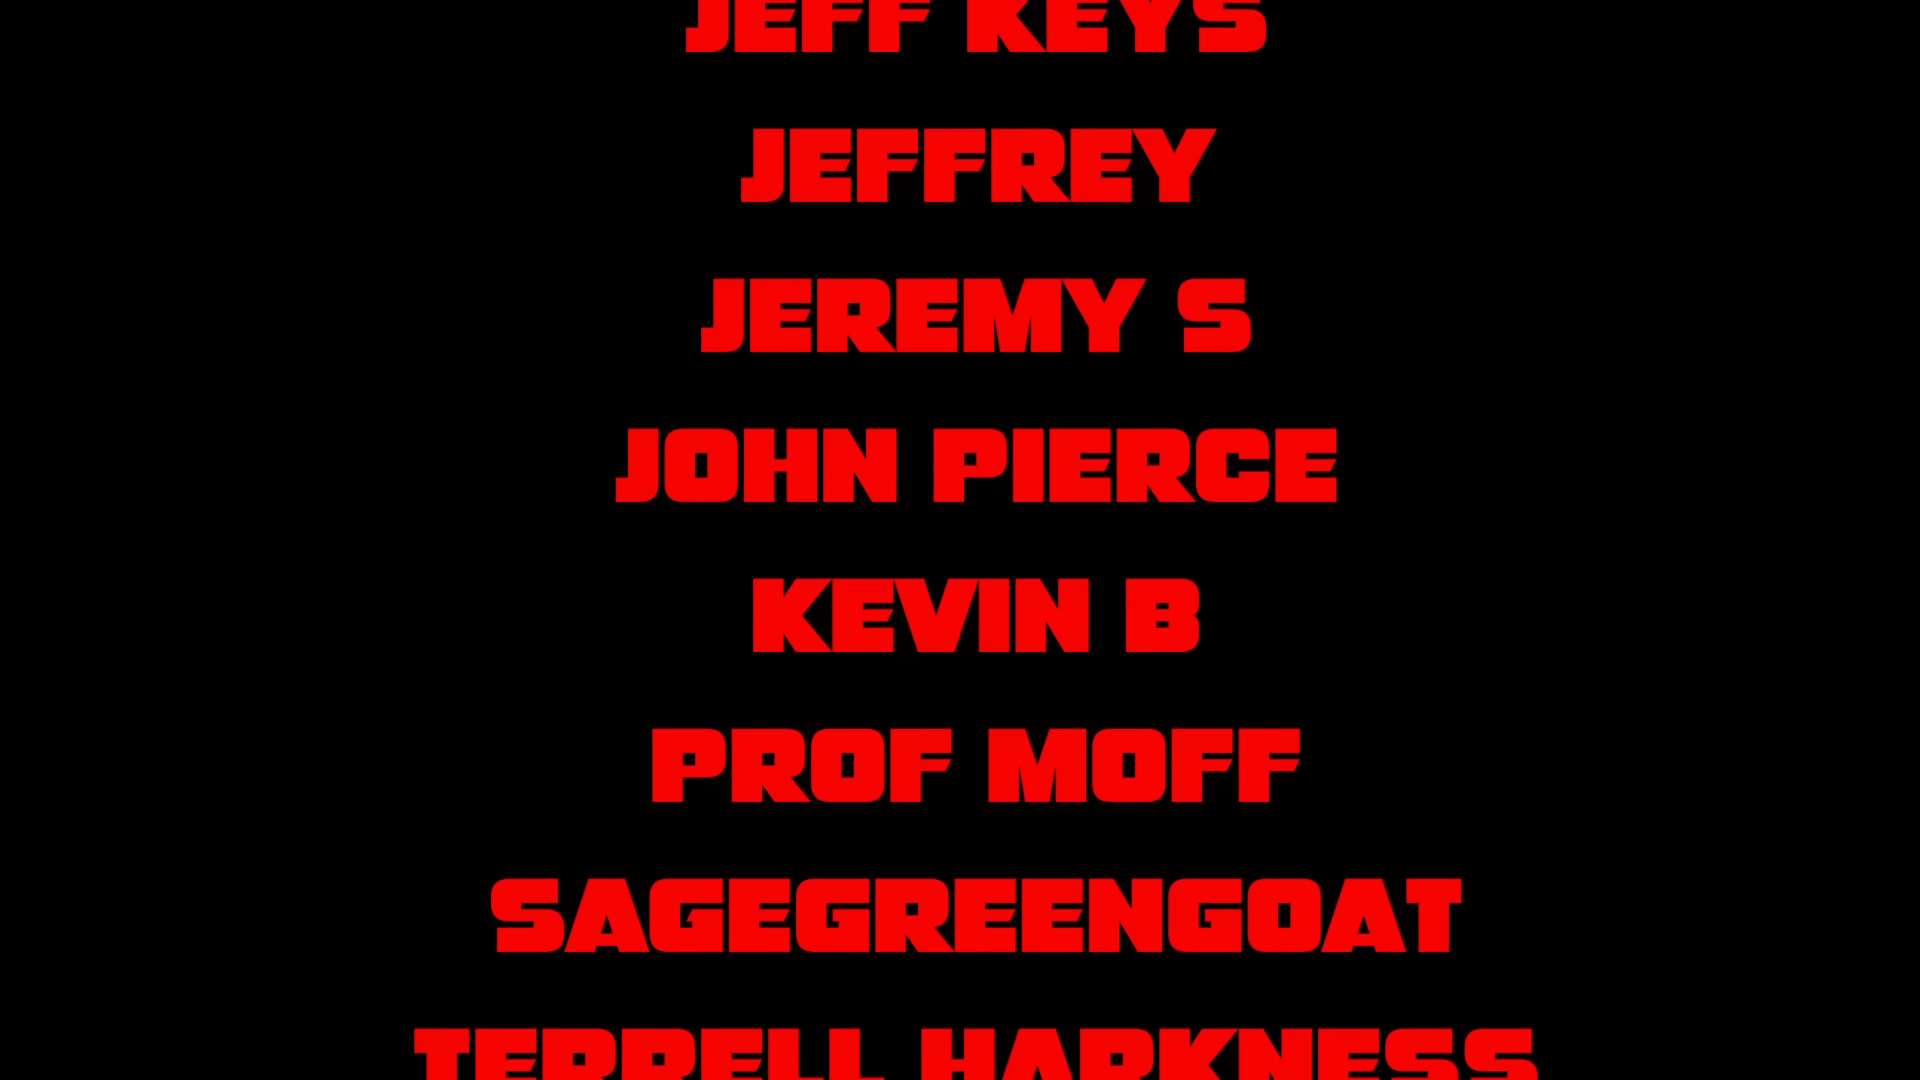 JEFF KEYS
JEFFREY
JEREMY S
JOHN PIERCE
KEVIN B
PROF MOFF
SAGEGREENGOAT
TERRELL HARKNESS